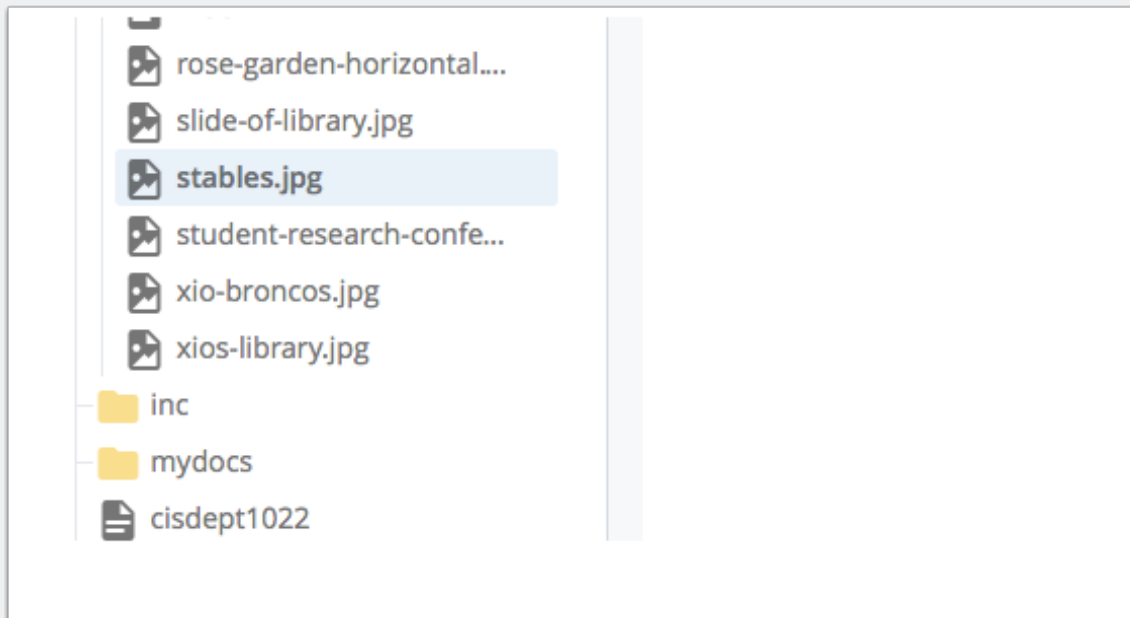 rose-garden-horizontal....
slide-of-library.jpg
stables.jpg
student-research-confe...
xio-broncos.jpg
xios-library.jpg
inc
mydocs
cisdept1022